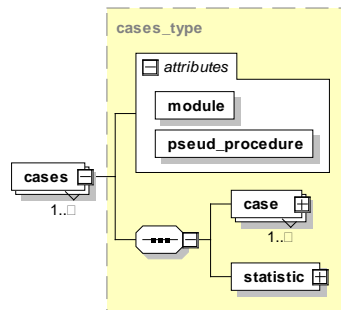 cases_type
attributes
module
pseud_procedure
cases
1..□
case
1..□
statistic